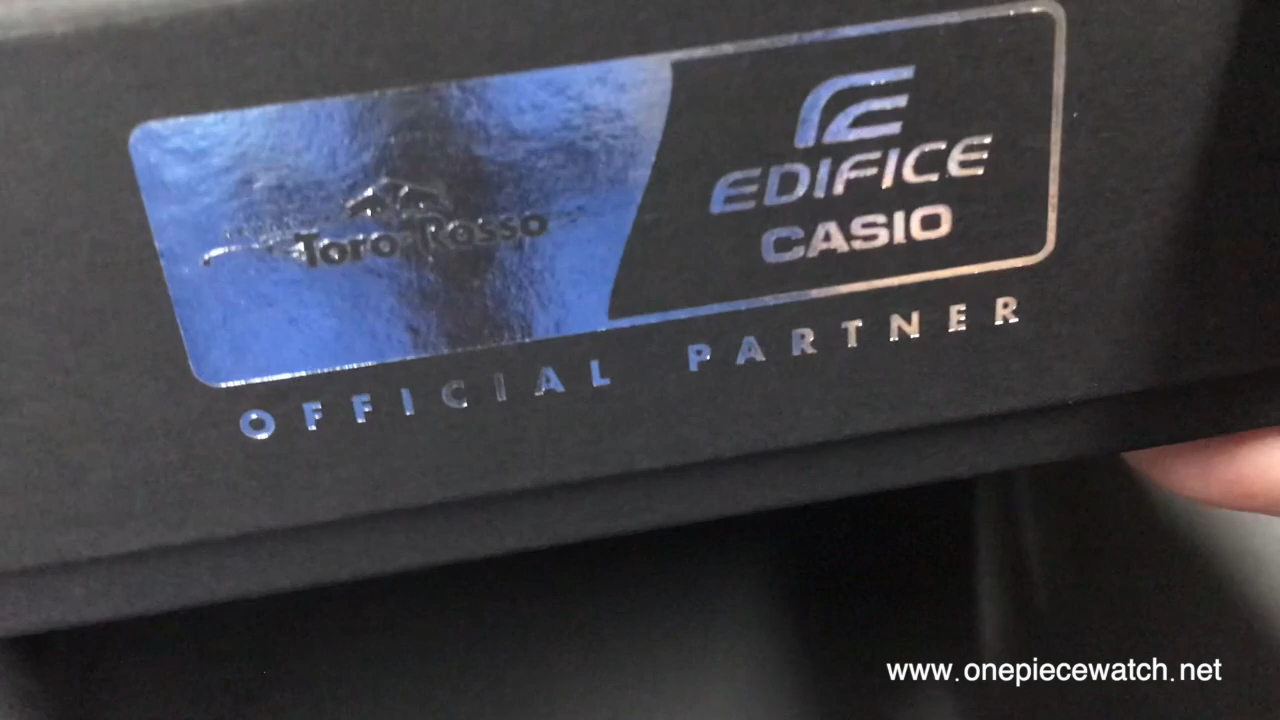 Toro Rosso
EDIFICE
CASIO
OFFICIAL PARTNER
www.onepiecewatch.net